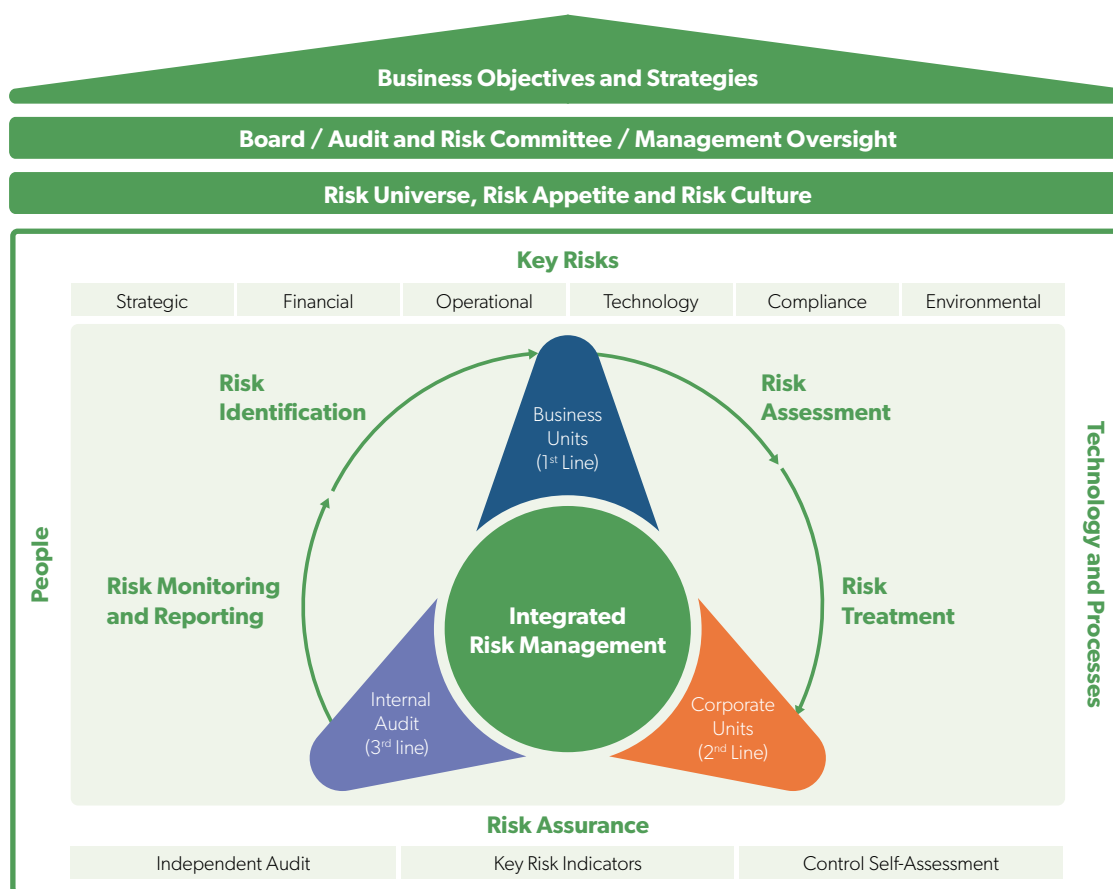 Business Objectives and Strategies
Board / Audit and Risk Committee / Management Oversight
Risk Universe, Risk Appetite and Risk Culture
Key Risks
Strategic
Financial
Operational
Technology
Compliance
Environmental
Risk
Identification
Business
Units
(1st Line)
Risk
Assessment
People
Technology and Processes
Risk Monitoring
and Reporting
Integrated
Risk Management
Risk
Treatment
Internal
Audit
(3rd line)
Corporate
Units
(2nd Line)
Risk Assurance
Independent Audit
Key Risk Indicators
Control Self-Assessment